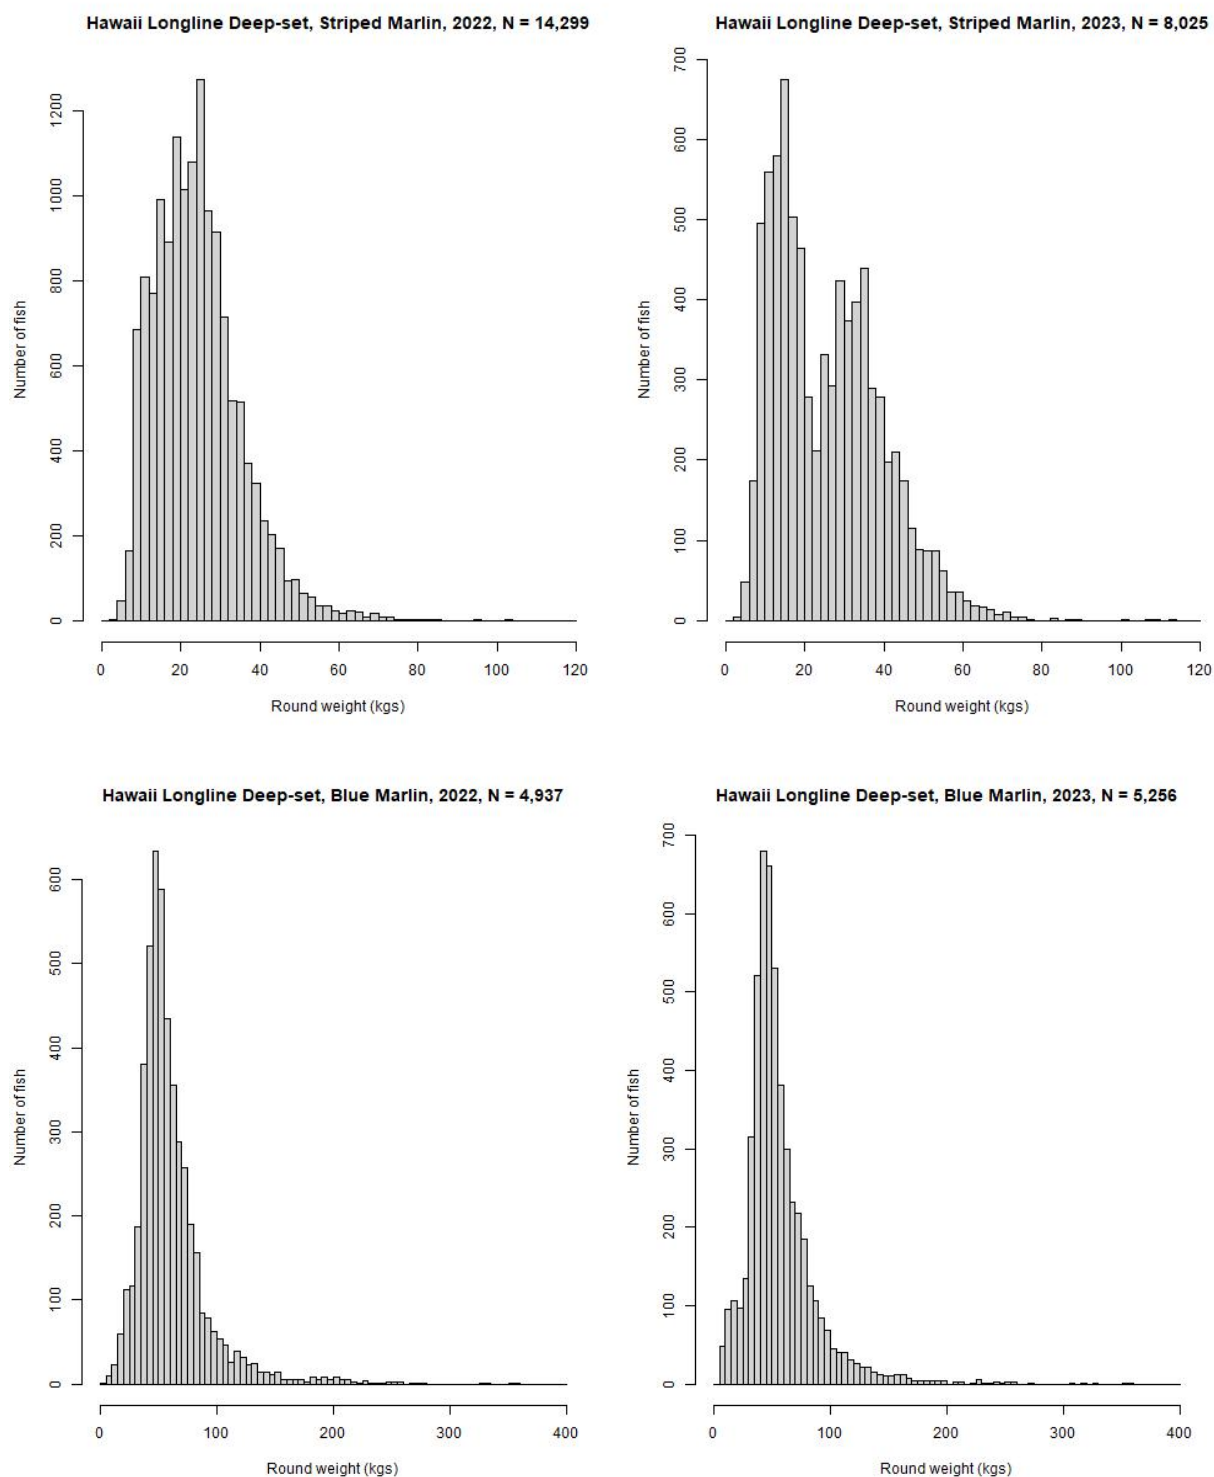 Hawaii Longline Deep-set, Striped Marlin, 2022, N = 14,299
Number of fish
1200
1000
800
600
400
200
0
0 20 40 60 80 100 120
Round weight (kgs)
Hawaii Longline Deep-set, Striped Marlin, 2023, N = 8,025
Number of fish
700
600
500
400
300
200
100
0
0 20 40 60 80 100 120
Round weight (kgs)
Hawaii Longline Deep-set, Blue Marlin, 2022, N = 4,937
Number of fish
600
500
400
300
200
100
0
0 100 200 300 400
Round weight (kgs)
Hawaii Longline Deep-set, Blue Marlin, 2023, N = 5,256
Number of fish
700
600
500
400
300
200
100
0
0 100 200 300 400
Round weight (kgs)